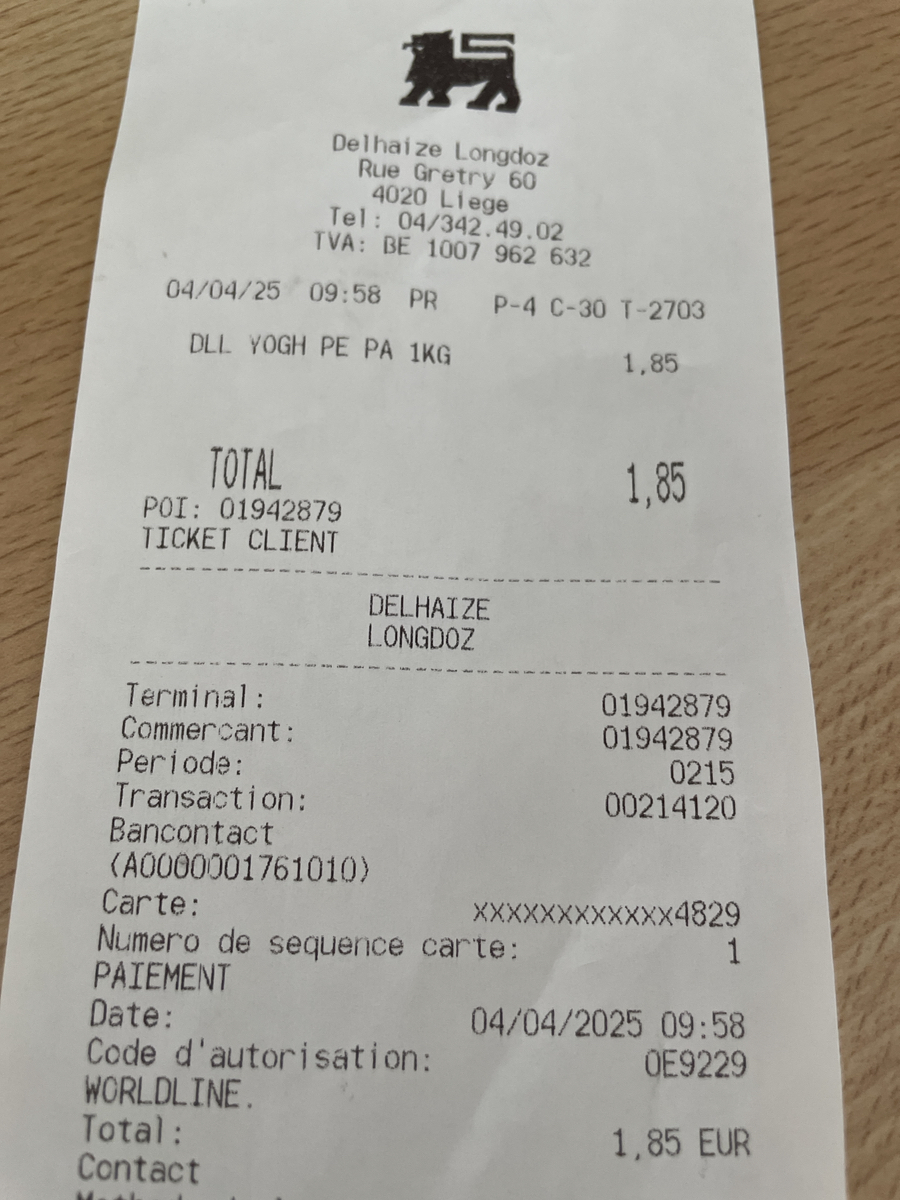 Delhaize Longdoz
Rue Gretry 60
4020 Liege
Tel: 04/342.49.02
TVA: BE 1007 962 632
04/04/25 09:58 PR P-4 C-30 T-2703
DLL YOGH PE PA 1KG 1,85
TOTAL 1,85
POI: 01942879
TICKET CLIENT
DELHAIZE
LONGDOZ
Terminal: 01942879
Commercant: 01942879
Periode: 0215
Transaction: 00214120
Bancontact
(A0000001761010)
Carte: xxxxxxxxxxxx4829
Numero de sequence carte: 1
PAIEMENT
Date: 04/04/2025 09:58
Code d'autorisation: 0E9229
WORLDLINE.
Total: 1,85 EUR
Contact